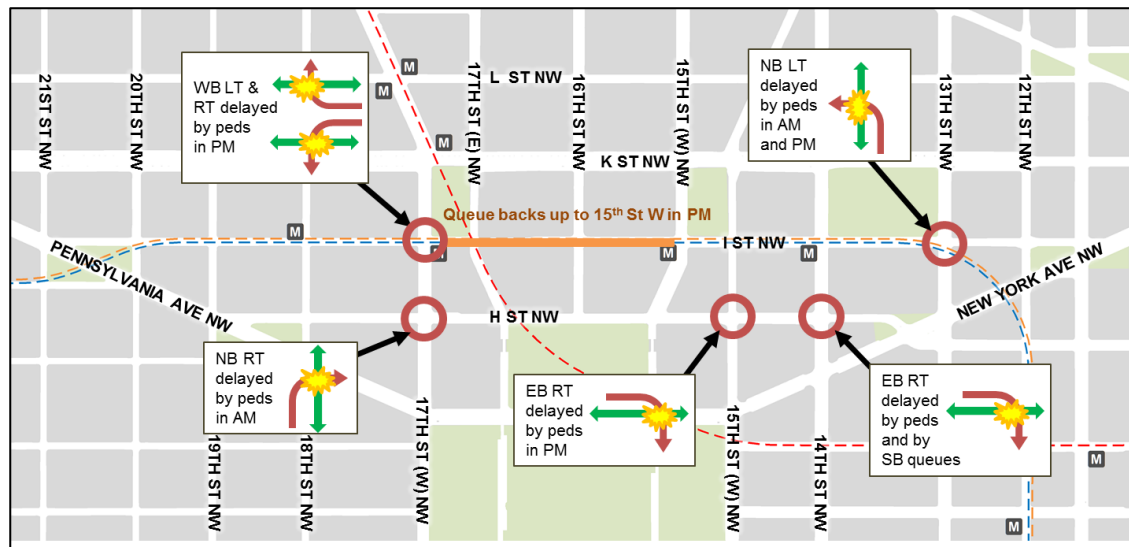 21ST ST NW
20TH ST NW
WB LT &
RT delayed
by peds
in PM
M
M
M
17TH ST (E) NW
L ST NW
16TH ST NW
15TH ST (W) NW
M
NB LT
delayed
by peds
in AM
and PM
13TH ST NW
12TH ST NW
K ST NW
Queue backs up to 15th St W in PM
M
M
M
I ST NW
M
PENNSYLVANIA AVE NW
NEW YORK AVE NW
H ST NW
NB RT
delayed
by peds
in AM
EB RT
delayed
by peds
in PM
EB RT
delayed
by peds
and by
SB queues
19TH ST NW
18TH ST NW
17TH ST (W) NW
15TH ST (W) NW
14TH ST NW
M
M